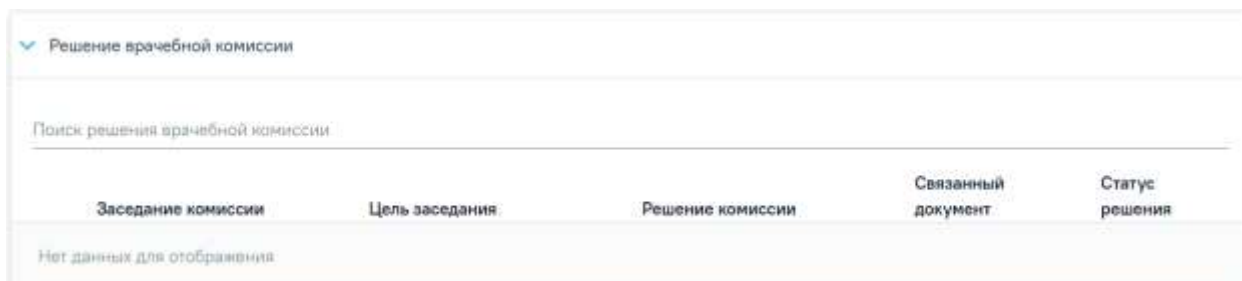 Решение врачебной комиссии
Поиск решения врачебной комиссии
Заседание комиссии Цель заседания Решение комиссии Связанный документ Статус решения
Нет данных для отображения